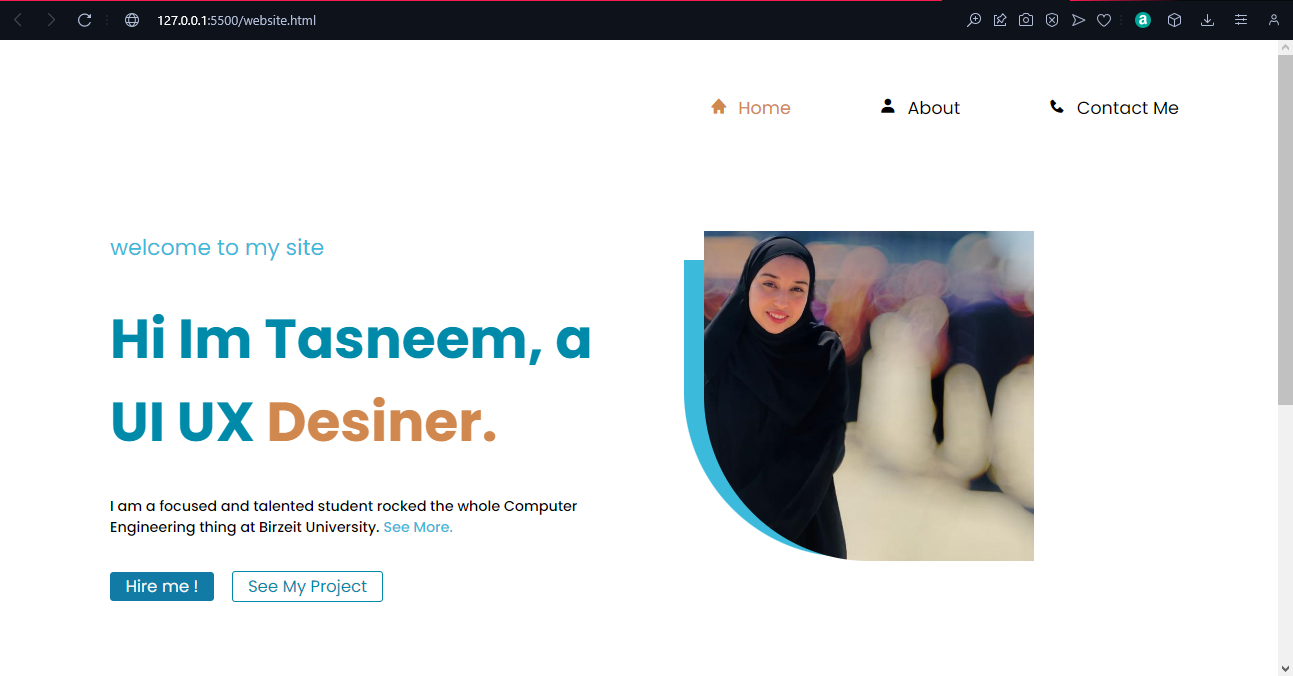 127.0.0.1:5500/website.html
a
Home About Contact Me
welcome to my site
Hi Im Tasneem, a
UI UX Desiner.
I am a focused and talented student rocked the whole Computer
Engineering thing at Birzeit University. See More.
Hire me ! See My Project